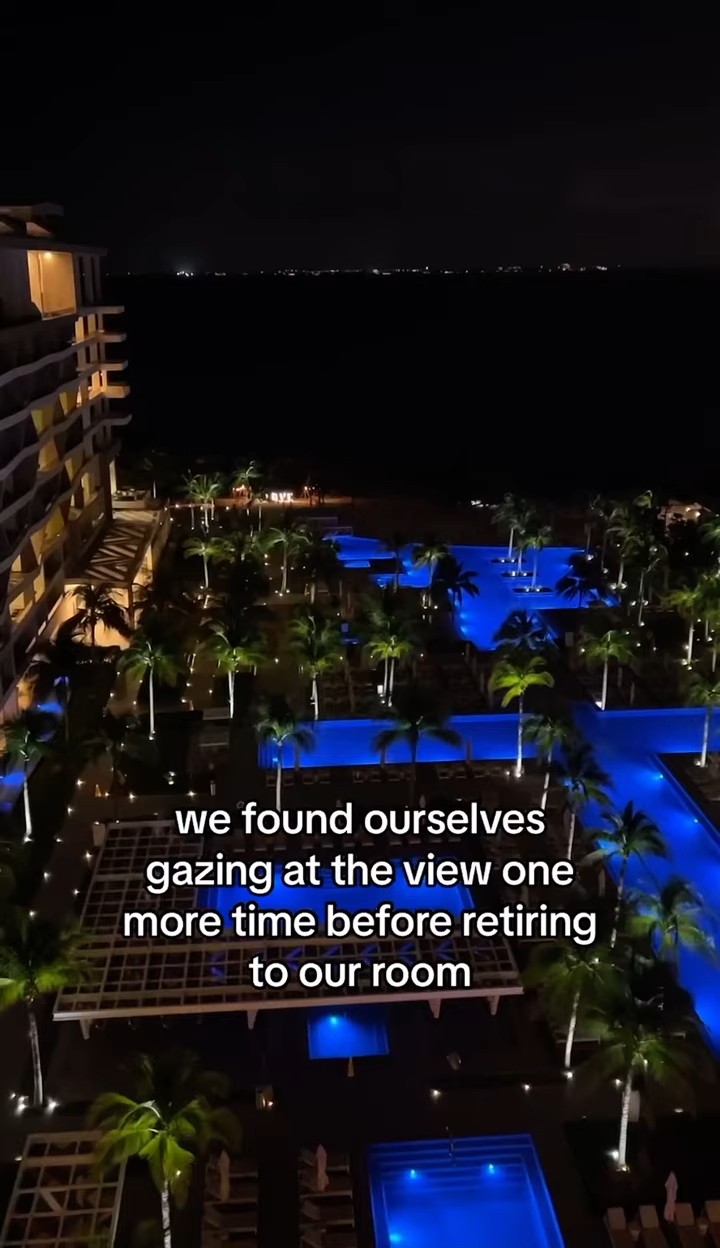 we found ourselves
gazing at the view one
more time before retiring
to our room